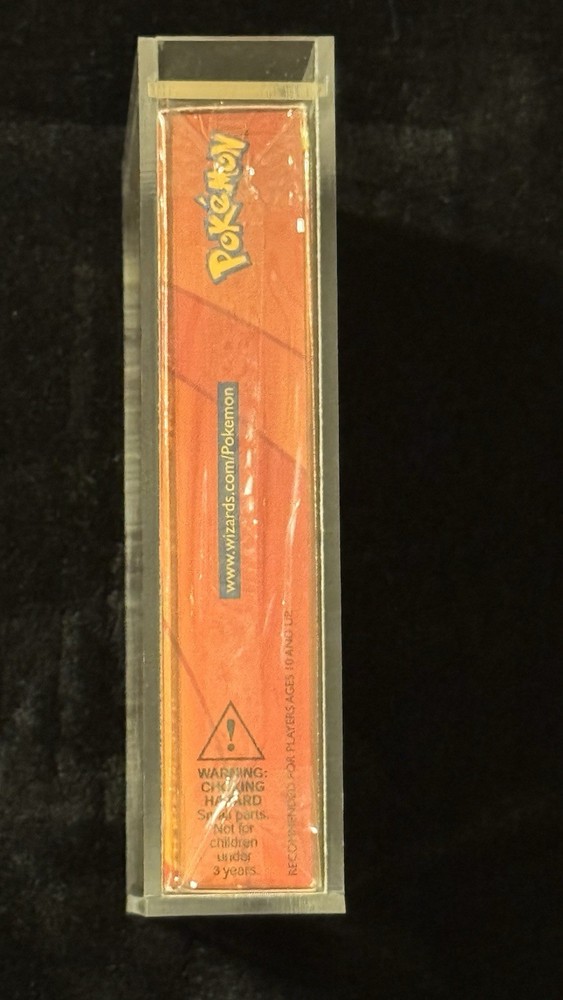 POKéMON
www.wizards.com/Pokemon
RECOMMENDED FOR PLAYERS AGES 10 AND UP.
WARNING:
CHOKING
HAZARD
Small parts.
Not for
children
under
3 years.